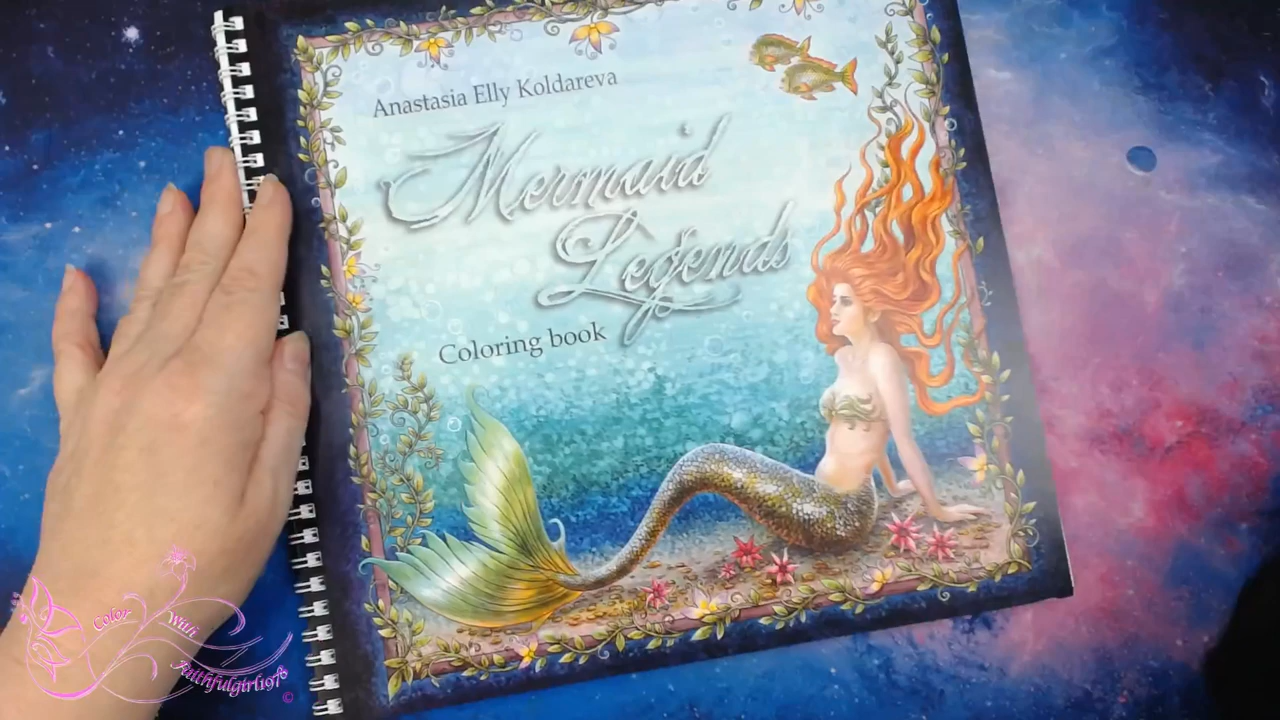 Anastasia Elly Koldareva
Mermaid
Legends
Coloring book
Color With
Faithfulgirl1978
©